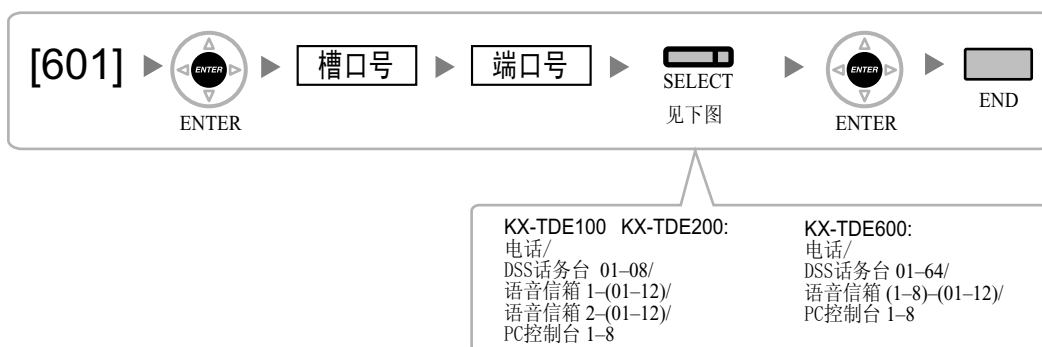 [601] ENTER 槽口号 端口号 SELECT ENTER END
ENTER
见下图
KX-TDE100 KX-TDE200:
电话/
DSS话务台 01–08/
语音信箱 1–(01–12)/
语音信箱 2–(01–12)/
PC控制台 1–8
KX-TDE600:
电话/
DSS话务台 01–64/
语音信箱 (1–8)–(01–12)/
PC控制台 1–8
ENTER